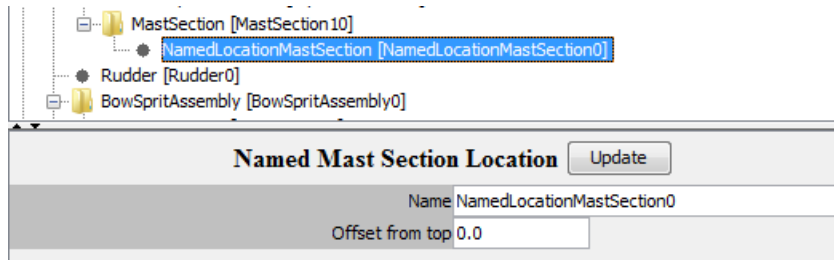 MastSection [MastSection10]
NamedLocationMastSection [NamedLocationMastSection0]
Rudder [Rudder0]
BowSpritAssembly [BowSpritAssembly0]
Named Mast Section Location Update
Name NamedLocationMastSection0
Offset from top 0.0